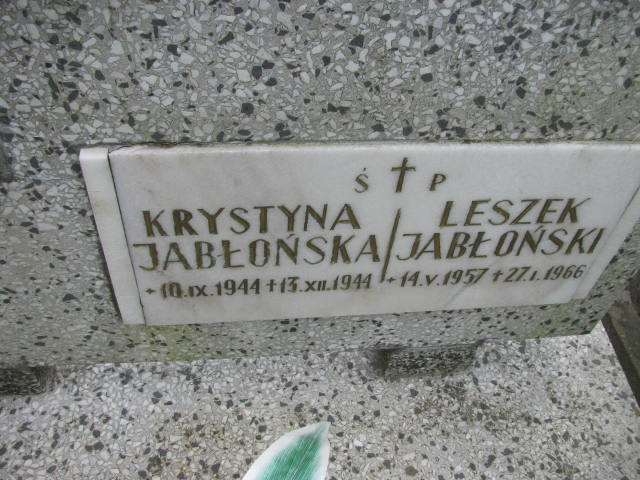 Ś † P
KRYSTYNA
JABŁOŃSKA
* 10.IX.1944 † 13.XII.1944
LESZEK
JABŁOŃSKI
* 14.V.1957 † 27.I.1966